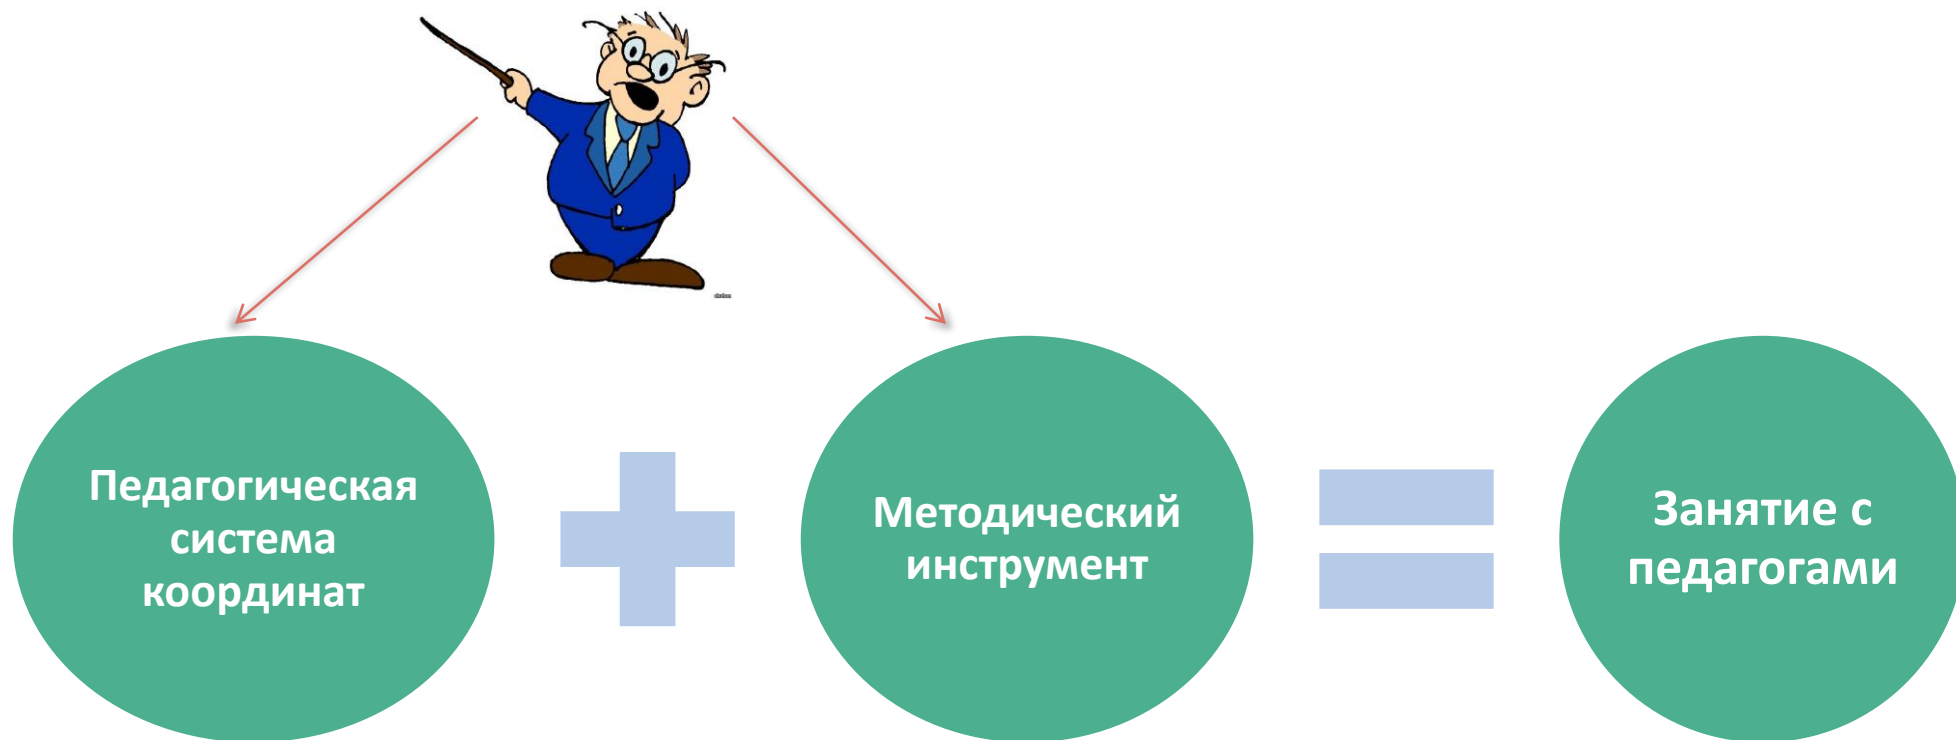 Педагогическая
система
координат
Методический
инструмент
Занятие с
педагогами